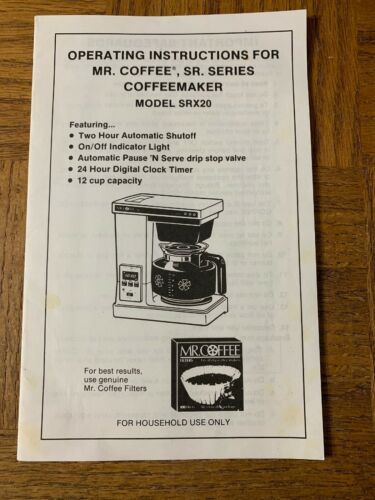 OPERATING INSTRUCTIONS FOR
MR. COFFEE®, SR. SERIES
COFFEEMAKER
MODEL SRX20
Featuring...
● Two Hour Automatic Shutoff
● On/Off Indicator Light
● Automatic Pause 'N Serve drip stop valve
● 24 Hour Digital Clock Timer
● 12 cup capacity
MR. COFFEE
FILTERS
For best results,
use genuine
Mr. Coffee Filters
FOR HOUSEHOLD USE ONLY